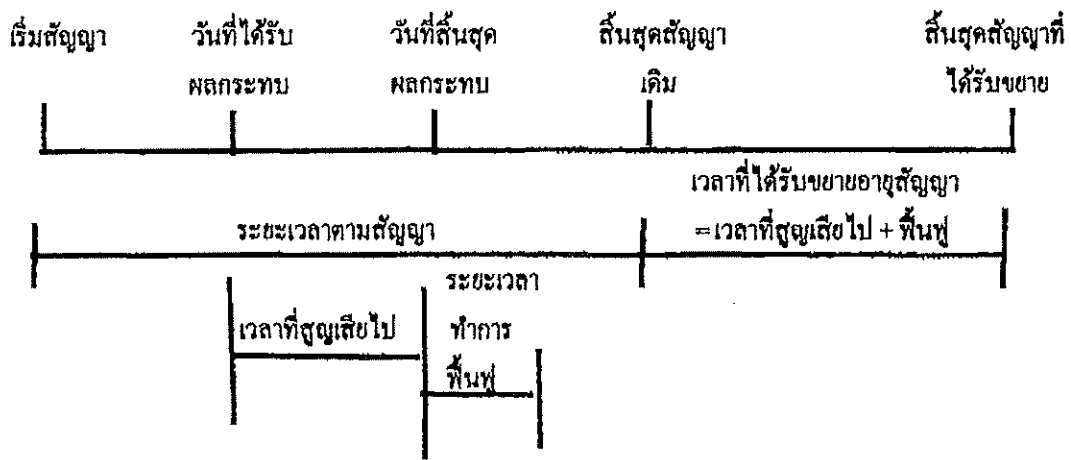 เริ่มสัญญา วันที่ได้รับ วันที่สิ้นสุด สิ้นสุดสัญญา สิ้นสุดสัญญาที่
ผลกระทบ ผลกระทบ เดิม ได้รับขยาย
เวลาที่ได้รับขยายอายุสัญญา
ระยะเวลาตามสัญญา =เวลาที่สูญเสียไป + ฟื้นฟู
ระยะเวลา
เวลาที่สูญเสียไป ทำการ
ฟื้นฟู